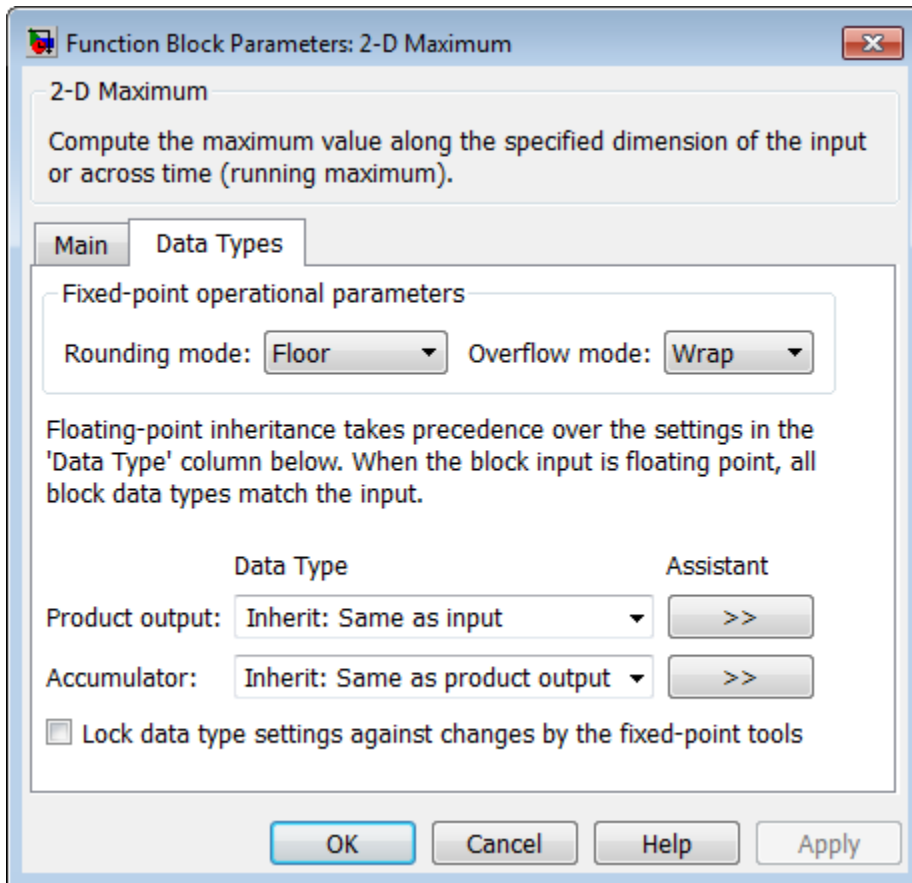 Function Block Parameters: 2-D Maximum
2-D Maximum
Compute the maximum value along the specified dimension of the input
or across time (running maximum).
Main Data Types
Fixed-point operational parameters
Rounding mode: Floor Overflow mode: Wrap
Floating-point inheritance takes precedence over the settings in the
'Data Type' column below. When the block input is floating point, all
block data types match the input.
Data Type Assistant
Product output: Inherit: Same as input >>
Accumulator: Inherit: Same as product output >>
Lock data type settings against changes by the fixed-point tools
OK Cancel Help Apply